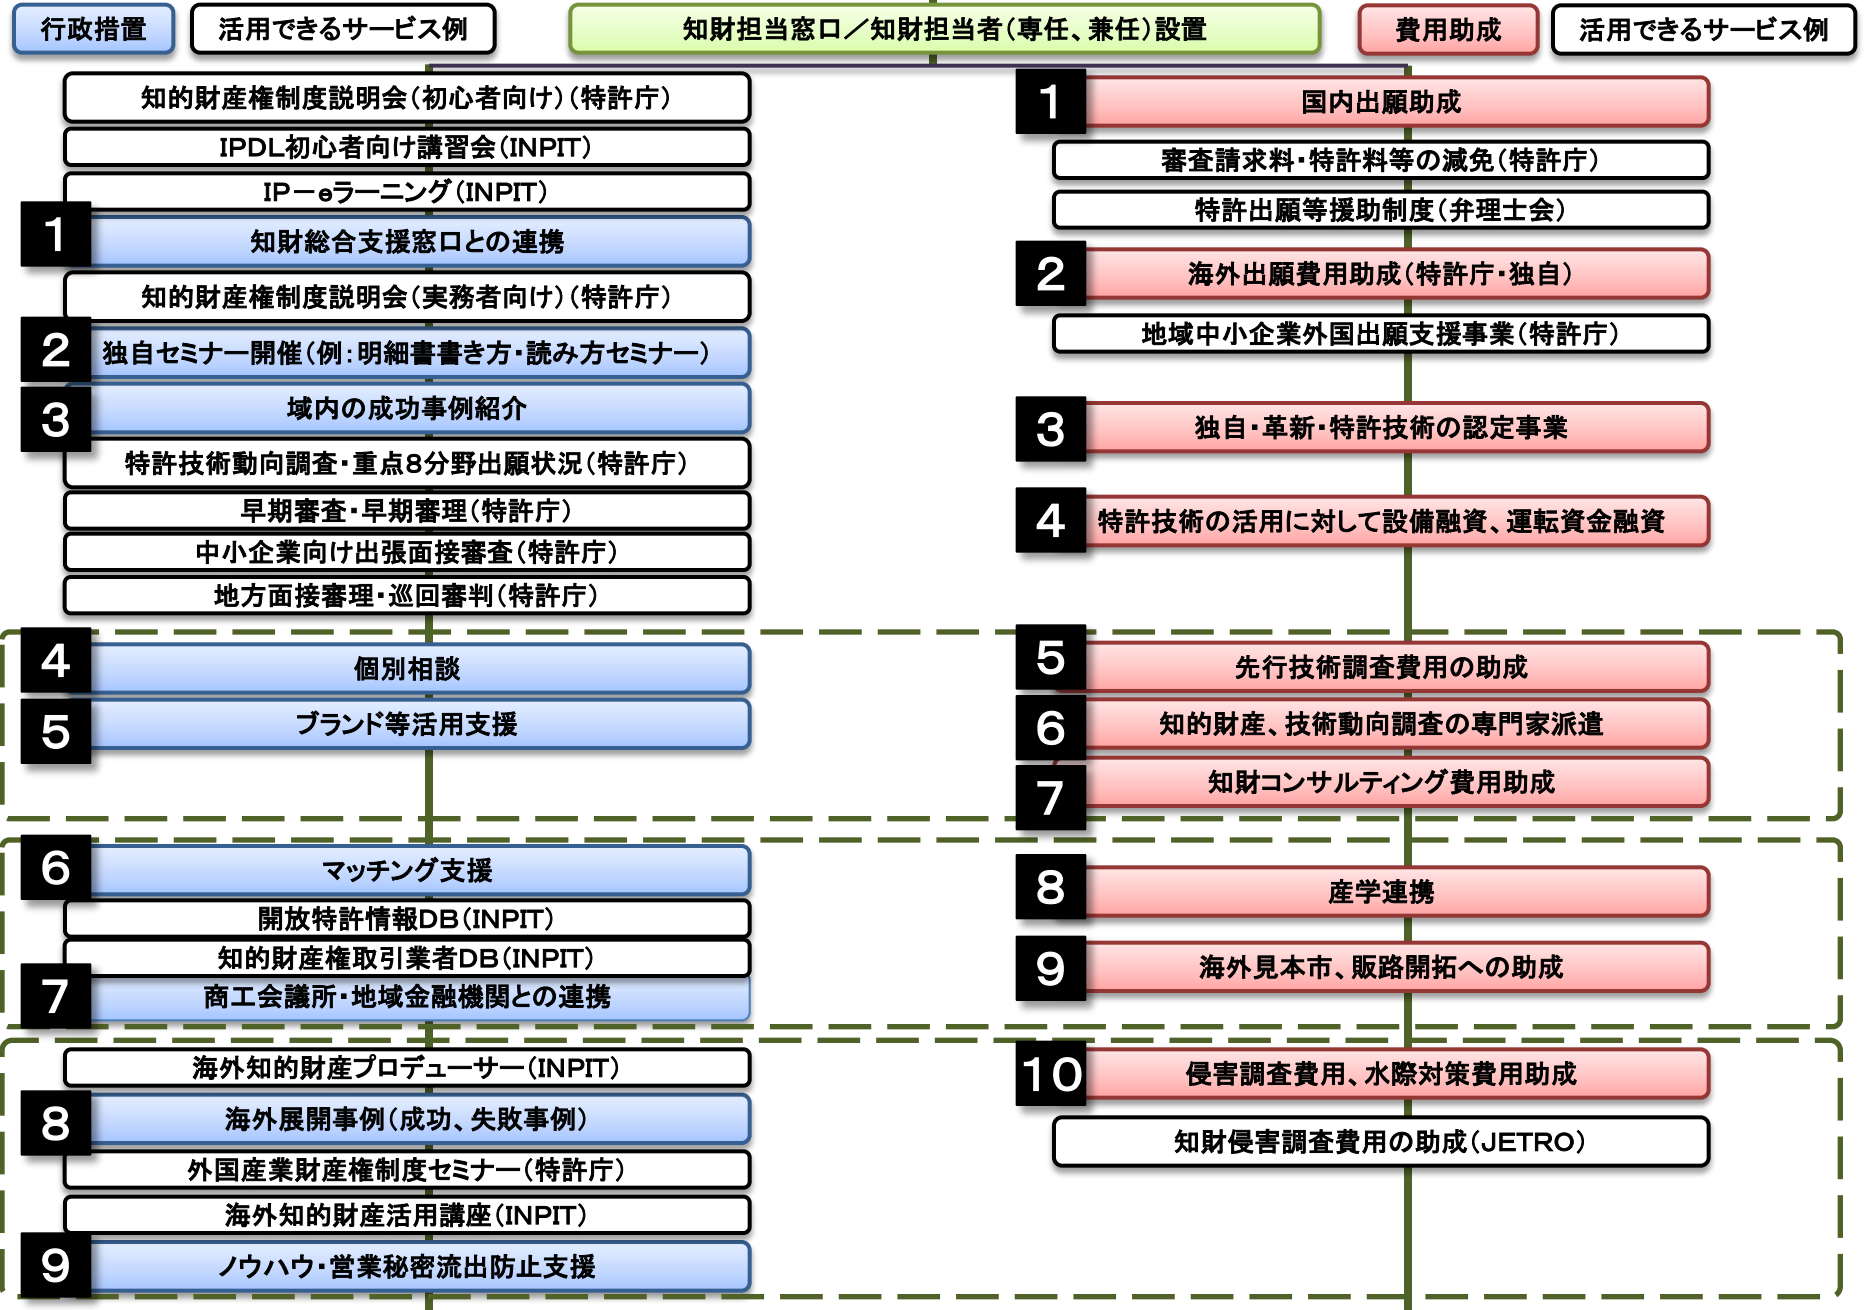 行政措置
活用できるサービス例
知財担当窓口／知財担当者（専任、兼任）設置
費用助成
活用できるサービス例
知的財産権制度説明会（初心者向け）（特許庁）
IPDL初心者向け講習会（INPIT）
IP－eラーニング（INPIT）
1
知財総合支援窓口との連携
知的財産権制度説明会（実務者向け）（特許庁）
2
独自セミナー開催（例：明細書書き方・読み方セミナー）
3
域内の成功事例紹介
特許技術動向調査・重点8分野出願状況（特許庁）
早期審査・早期審理（特許庁）
中小企業向け出張面接審査（特許庁）
地方面接審理・巡回審判（特許庁）
4
個別相談
5
ブランド等活用支援
6
マッチング支援
開放特許情報DB（INPIT）
知的財産権取引業者DB（INPIT）
7
商工会議所・地域金融機関との連携
海外知的財産プロデューサー（INPIT）
8
海外展開事例（成功、失敗事例）
外国産業財産権制度セミナー（特許庁）
海外知的財産活用講座（INPIT）
9
ノウハウ・営業秘密流出防止支援
1
国内出願助成
審査請求料・特許料等の減免（特許庁）
特許出願等援助制度（弁理士会）
2
海外出願費用助成（特許庁・独自）
地域中小企業外国出願支援事業（特許庁）
3
独自・革新・特許技術の認定事業
4
特許技術の活用に対して設備融資、運転資金融資
5
先行技術調査費用の助成
6
知的財産、技術動向調査の専門家派遣
7
知財コンサルティング費用助成
8
産学連携
9
海外見本市、販路開拓への助成
10
侵害調査費用、水際対策費用助成
知財侵害調査費用の助成（JETRO）